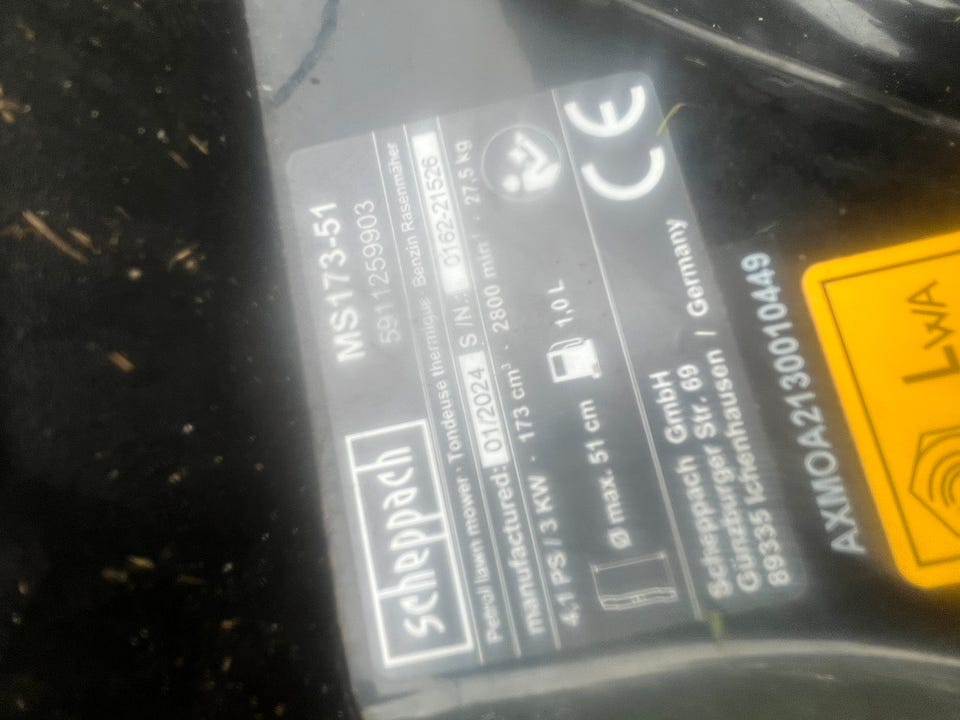 scheppach
MS173-51
5911259903
Petrol lawn mower · Tondeuse thermique Benzin Rasenmäher
manufactured: 01/2024 S /N.: 0162-21526
4,1 PS / 3 KW · 173 cm³ · 2800 min⁻¹ · 27,5 kg
Ø max. 51 cm 1,0 L
CE
Scheppach GmbH
Günzburger Str. 69
89335 Ichenhausen / Germany
AXMOA2130010449
LWA